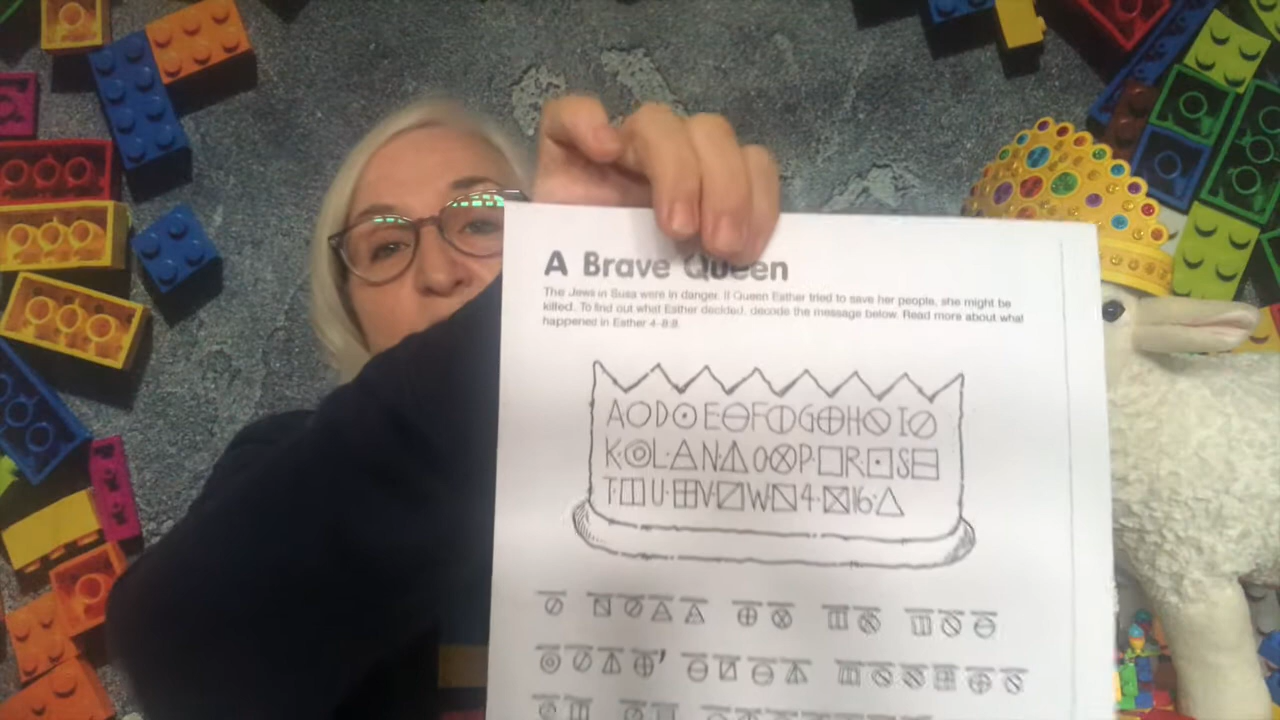 A Brave Queen
The Jews in Susa were in danger. If Queen Esther tried to save her people, she might be
killed. To find out what Esther decided, decode the message below. Read more about what
happened in Esther 4-8:8.
A○D⊙E⊖F⦶G⊕H⦸I⊘
K·◎L·△N◬O⊗P·□R·⊡S⊟
T·▥U·⊞V·⧄W⧅4·⊠16·△